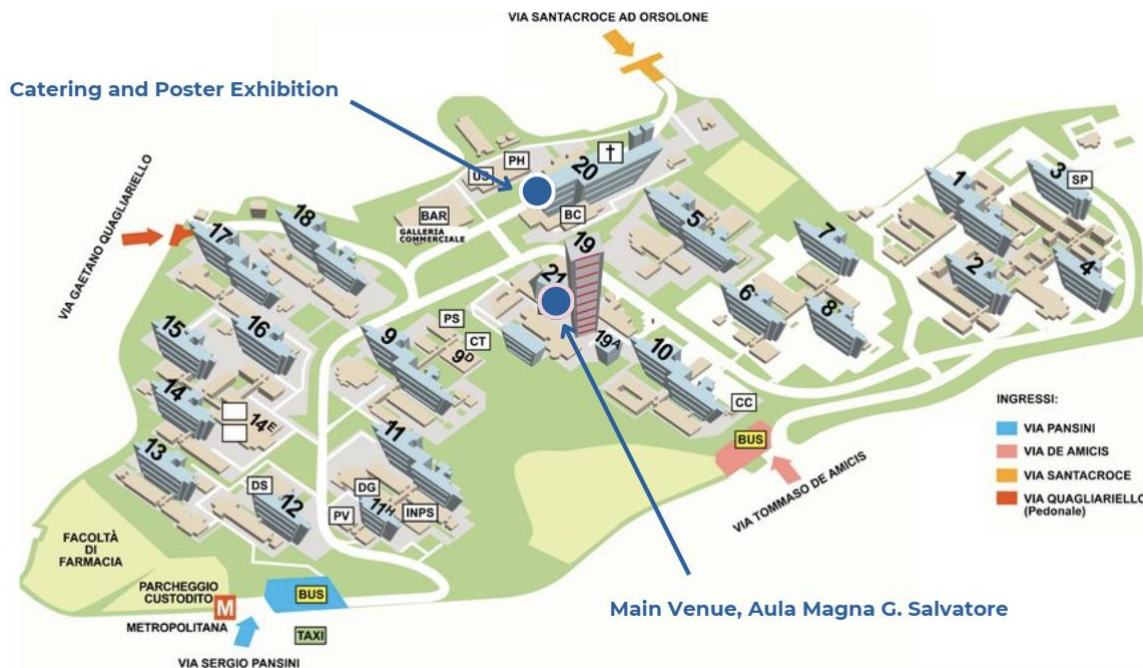 VIA SANTACROCE AD ORSOLONE
Catering and Poster Exhibition
VIA GAETANO QUAGLIARIELLO
PH
US
20
BAR
GALLERIA
COMMERCIALE
BC
19
21
18
17
16
15
14
14E
13
12
DS
DG
PV
11H
INPS
11
9
PS
CT
9D
19A
10
CC
5
6
7
8
1
2
3
SP
4
BUS
VIA TOMMASO DE AMICIS
INGRESSI:
VIA PANSINI
VIA DE AMICIS
VIA SANTACROCE
VIA QUAGLIARIELLO
(Pedonale)
FACOLTÀ
DI
FARMACIA
PARCHEGGIO
CUSTODITO
M
METROPOLITANA
BUS
TAXI
VIA SERGIO PANSINI
Main Venue, Aula Magna G. Salvatore